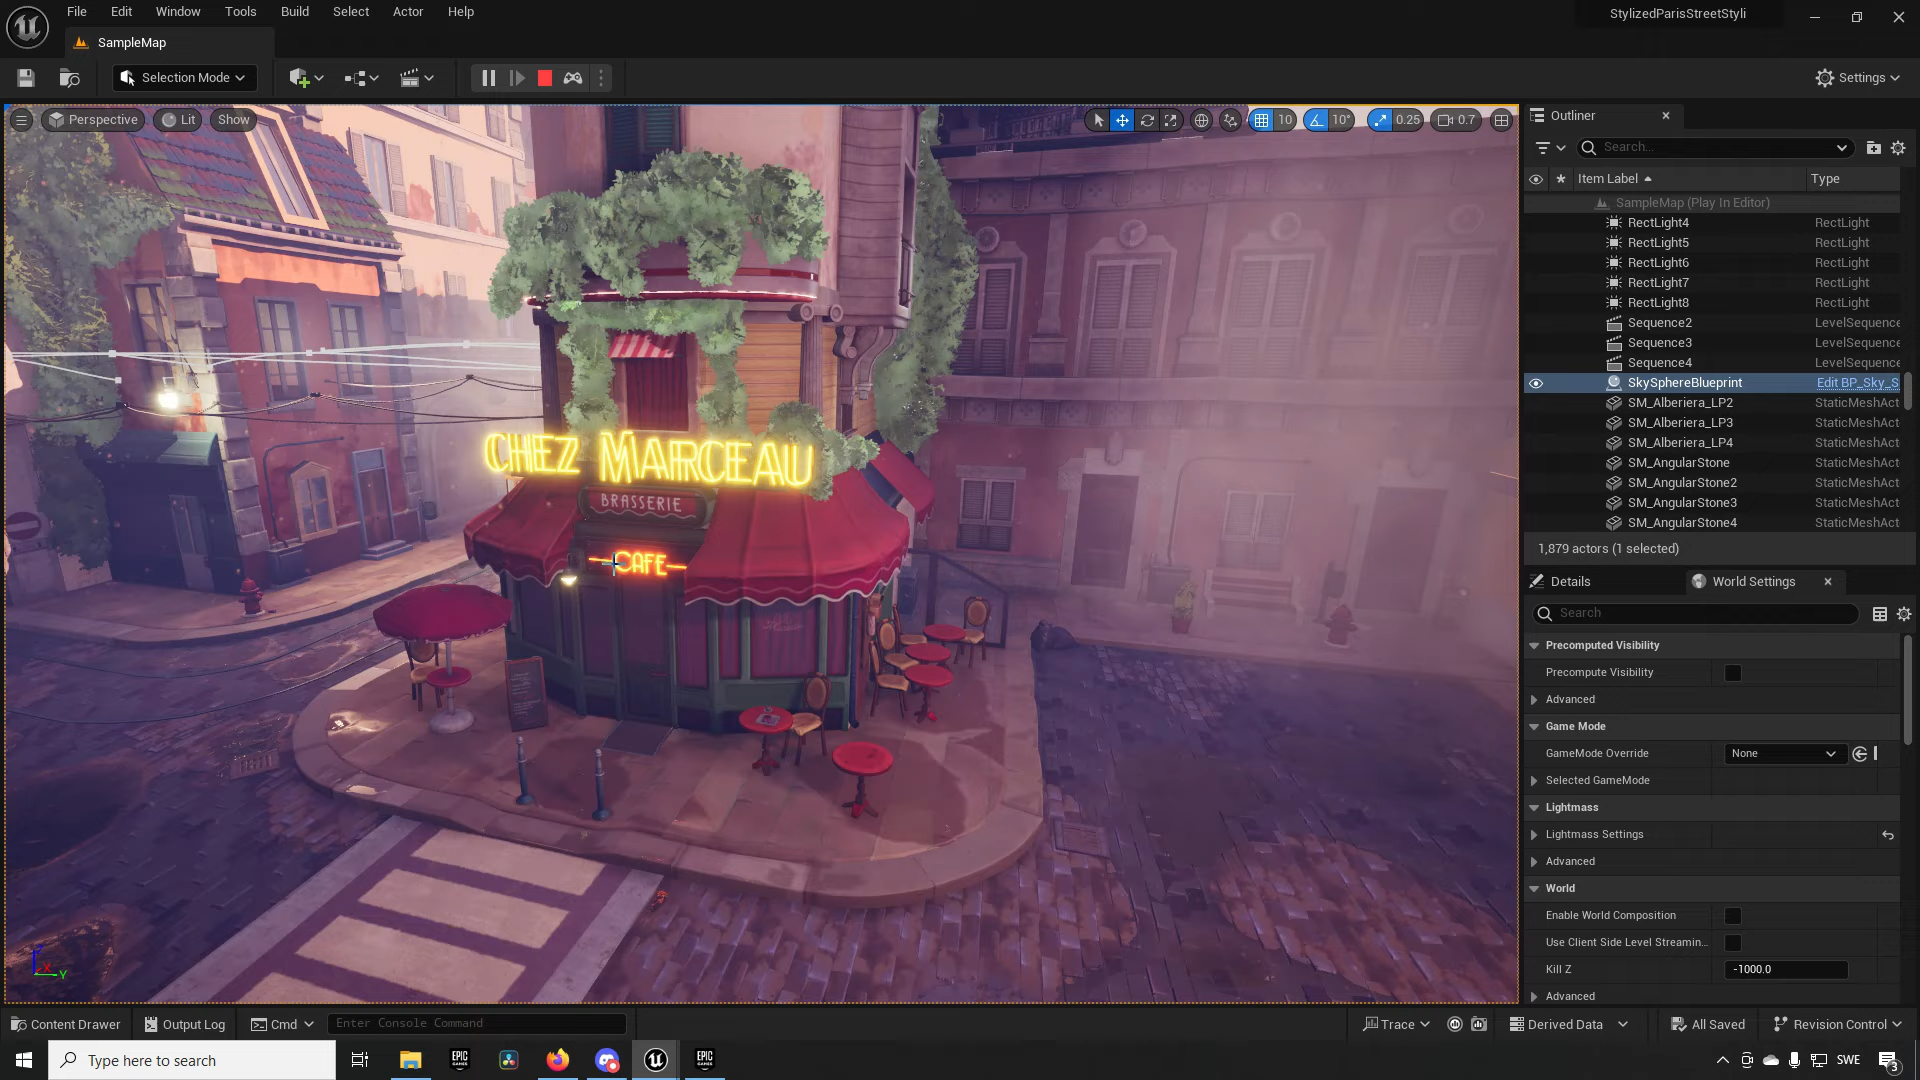 File Edit Window Tools Build Select Actor Help
StylizedParisStreetStyli
SampleMap
Selection Mode
Settings
Perspective Lit Show
10 10° 0.25 0.7
CHEZ MARCEAU
BRASSERIE
CAFE
Outliner
Search...
Item Label Type
SampleMap (Play In Editor)
RectLight4 RectLight
RectLight5 RectLight
RectLight6 RectLight
RectLight7 RectLight
RectLight8 RectLight
Sequence2 LevelSequence
Sequence3 LevelSequence
Sequence4 LevelSequence
SkySphereBlueprint Edit BP_Sky_S
SM_Alberiera_LP2 StaticMeshAct
SM_Alberiera_LP3 StaticMeshAct
SM_Alberiera_LP4 StaticMeshAct
SM_AngularStone StaticMeshAct
SM_AngularStone2 StaticMeshAct
SM_AngularStone3 StaticMeshAct
SM_AngularStone4 StaticMeshAct
1,879 actors (1 selected)
Details World Settings
Search
Precomputed Visibility
Precompute Visibility
Advanced
Game Mode
GameMode Override None
Selected GameMode
Lightmass
Lightmass Settings
Advanced
World
Enable World Composition
Use Client Side Level Streamin...
Kill Z -1000.0
Advanced
X Y
Content Drawer Output Log Cmd Enter Console Command
Trace Derived Data All Saved Revision Control
Type here to search
EPIC GAMES
EPIC GAMES
SWE
3